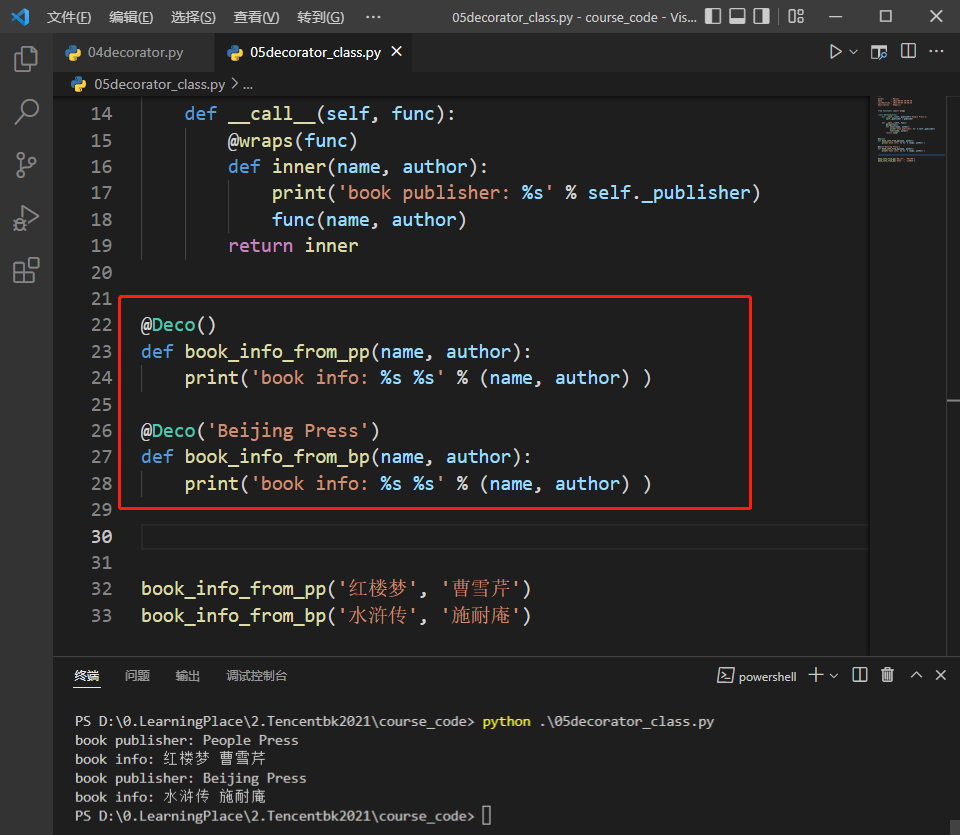 文件(F) 编辑(E) 选择(S) 查看(V) 转到(G) ··· 05decorator_class.py - course_code - Vis...
04decorator.py 05decorator_class.py
05decorator_class.py > ...
14 def __call__(self, func):
15 @wraps(func)
16 def inner(name, author):
17 print('book publisher: %s' % self._publisher)
18 func(name, author)
19 return inner
20
21
22 @Deco()
23 def book_info_from_pp(name, author):
24 print('book info: %s %s' % (name, author) )
25
26 @Deco('Beijing Press')
27 def book_info_from_bp(name, author):
28 print('book info: %s %s' % (name, author) )
29
30
31
32 book_info_from_pp('红楼梦', '曹雪芹')
33 book_info_from_bp('水浒传', '施耐庵')
终端 问题 输出 调试控制台 powershell
PS D:\0.LearningPlace\2.Tencentbk2021\course_code> python .\05decorator_class.py
book publisher: People Press
book info: 红楼梦 曹雪芹
book publisher: Beijing Press
book info: 水浒传 施耐庵
PS D:\0.LearningPlace\2.Tencentbk2021\course_code>